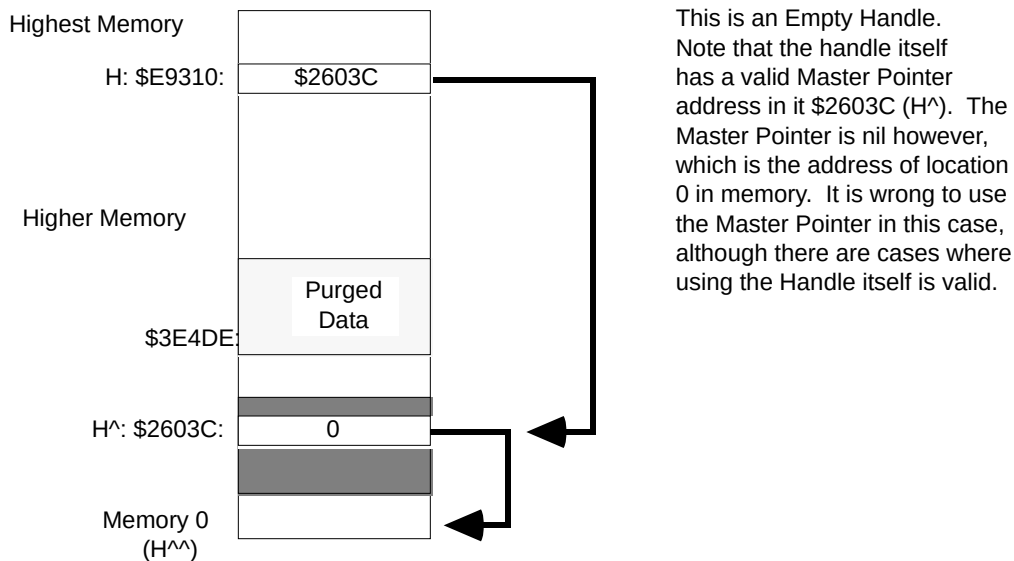 Highest Memory
H: $E9310:
$2603C
Higher Memory
Purged
Data
$3E4DE:
H^: $2603C:
0
Memory 0
(H^^)
This is an Empty Handle.
Note that the handle itself
has a valid Master Pointer
address in it $2603C (H^).  The
Master Pointer is nil however,
which is the address of location
0 in memory.  It is wrong to use
the Master Pointer in this case,
although there are cases where
using the Handle itself is valid.